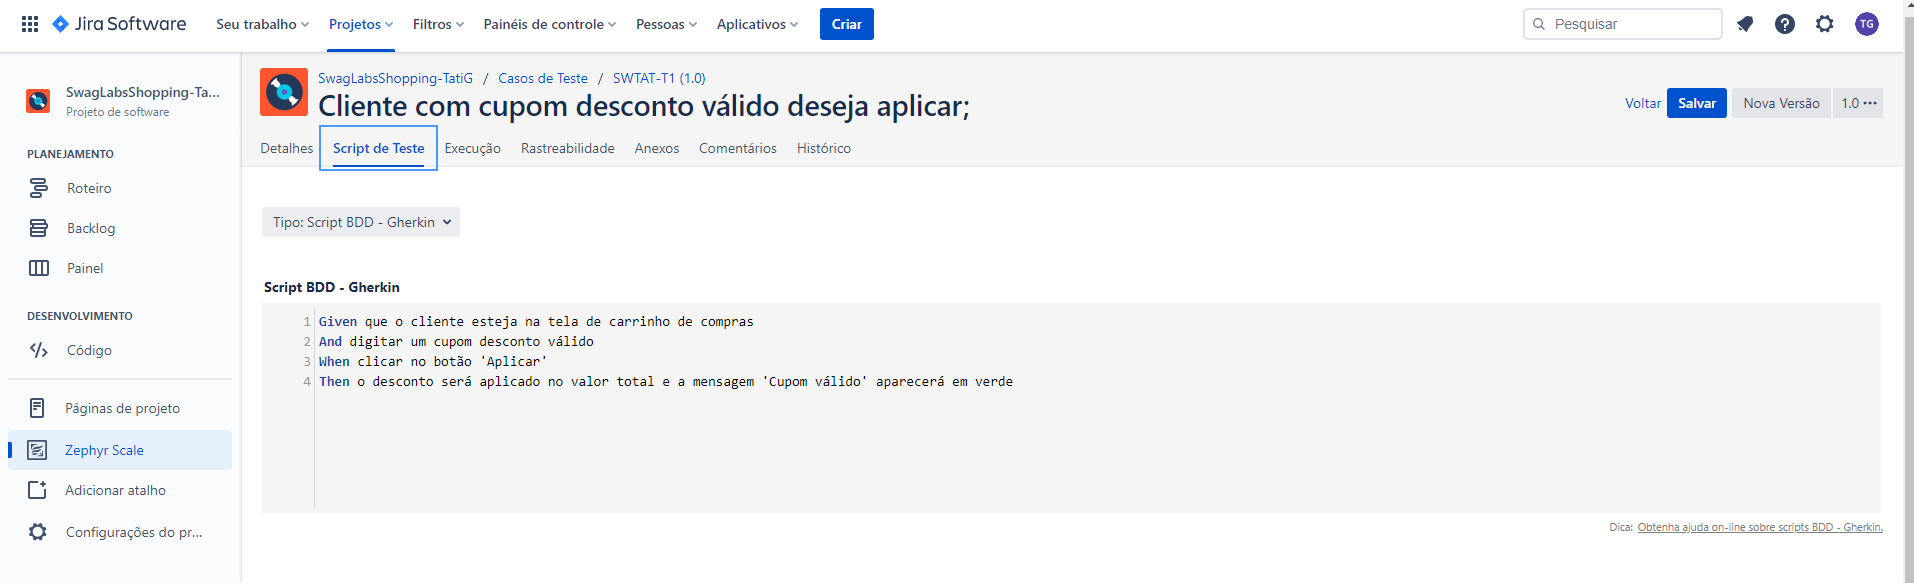 Jira Software Seu trabalho Projetos Filtros Painéis de controle Pessoas Aplicativos Criar Pesquisar TG
SwagLabsShopping-Ta...
Projeto de software
PLANEJAMENTO
Roteiro
Backlog
Painel
DESENVOLVIMENTO
Código
Páginas de projeto
Zephyr Scale
Adicionar atalho
Configurações do pr...
SwagLabsShopping-TatiG / Casos de Teste / SWTAT-T1 (1.0)
Cliente com cupom desconto válido deseja aplicar;
Voltar Salvar Nova Versão 1.0 •••
Detalhes Script de Teste Execução Rastreabilidade Anexos Comentários Histórico
Tipo: Script BDD - Gherkin
Script BDD - Gherkin
1 Given que o cliente esteja na tela de carrinho de compras
2 And digitar um cupom desconto válido
3 When clicar no botão 'Aplicar'
4 Then o desconto será aplicado no valor total e a mensagem 'Cupom válido' aparecerá em verde
Dica: Obtenha ajuda on-line sobre scripts BDD - Gherkin.